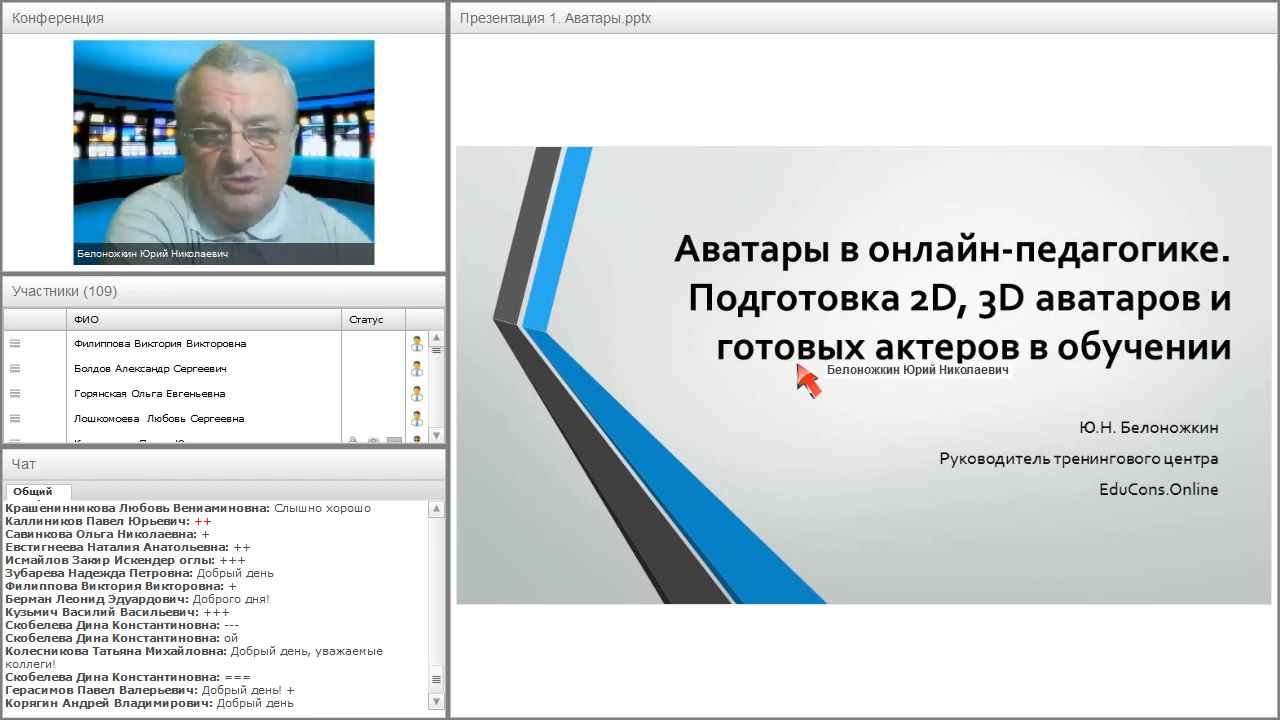 Конференция
Белоножкин Юрий Николаевич
Участники (109)
ФИО
Статус
Филиппова Виктория Викторовна
Болдов Александр Сергеевич
Горянская Ольга Евгеньевна
Лошкомоева Любовь Сергеевна
Чат
Общий
Крашенинникова Любовь Вениаминовна: Слышно хорошо
Каллиников Павел Юрьевич: ++
Савинкова Ольга Николаевна: +
Евстигнеева Наталия Анатольевна: ++
Исмайлов Закир Искендер оглы: +++
Зубарева Надежда Петровна: Добрый день
Филиппова Виктория Викторовна: +
Берман Леонид Эдуардович: Доброго дня!
Кузьмич Василий Васильевич: +++
Скобелева Дина Константиновна: ---
Скобелева Дина Константиновна: ой
Колесникова Татьяна Михайловна: Добрый день, уважаемые
коллеги!
Скобелева Дина Константиновна: ===
Герасимов Павел Валерьевич: Добрый день! +
Корягин Андрей Владимирович: Добрый день
Презентация 1. Аватары.pptx
Аватары в онлайн-педагогике.
Подготовка 2D, 3D аватаров и
готовых актеров в обучении
Белоножкин Юрий Николаевич
Ю.Н. Белоножкин
Руководитель тренингового центра
EduCons.Online